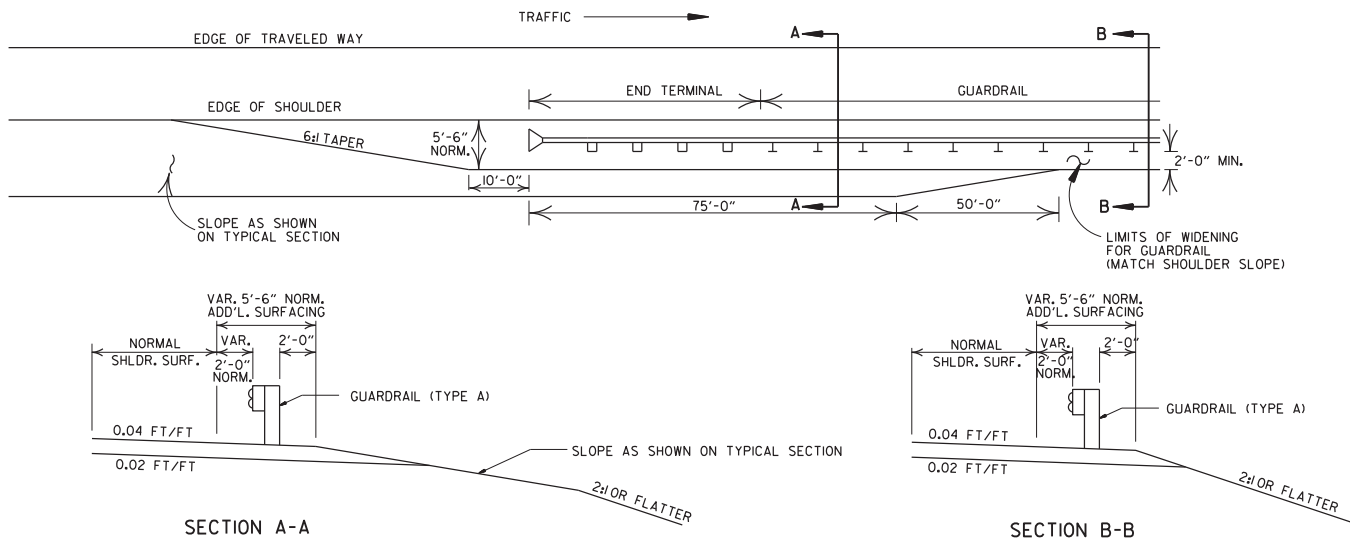 TRAFFIC
A
B
EDGE OF TRAVELED WAY
END TERMINAL
GUARDRAIL
EDGE OF SHOULDER
6:1 TAPER
5'-6"
NORM.
2'-0" MIN.
10'-0"
75'-0"
A
50'-0"
B
SLOPE AS SHOWN
ON TYPICAL SECTION
LIMITS OF WIDENING
FOR GUARDRAIL
(MATCH SHOULDER SLOPE)
VAR. 5'-6" NORM.
ADD'L. SURFACING
NORMAL
SHLDR. SURF.
VAR.
2'-0"
NORM.
2'-0"
GUARDRAIL (TYPE A)
0.04 FT/FT
0.02 FT/FT
SLOPE AS SHOWN ON TYPICAL SECTION
2:1 OR FLATTER
SECTION A-A
VAR. 5'-6" NORM.
ADD'L. SURFACING
NORMAL
SHLDR. SURF.
VAR.
2'-0"
NORM.
2'-0"
GUARDRAIL (TYPE A)
0.04 FT/FT
0.02 FT/FT
2:1 OR FLATTER
SECTION B-B